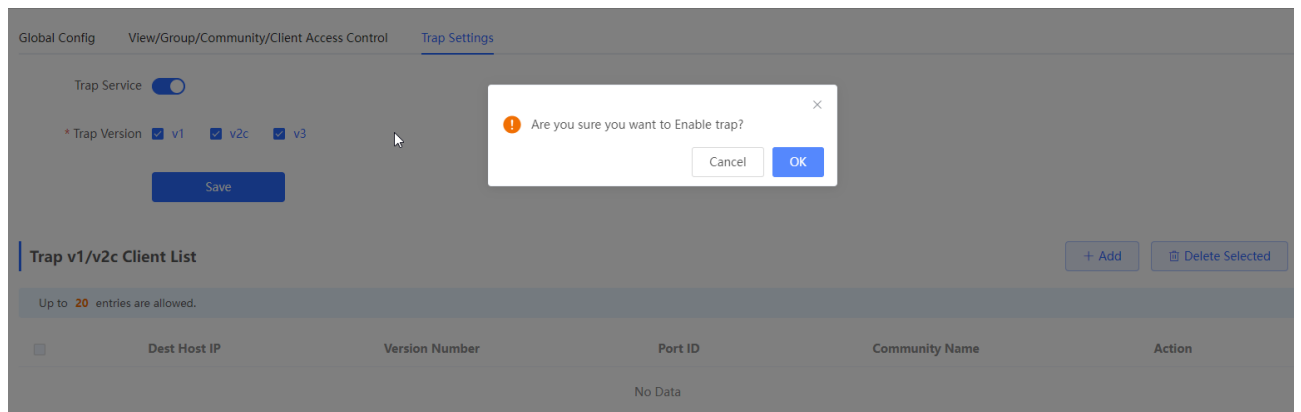 Global Config View/Group/Community/Client Access Control Trap Settings
Trap Service
* Trap Version v1 v2c v3
Save
Are you sure you want to Enable trap?
Cancel OK
Trap v1/v2c Client List
+ Add Delete Selected
Up to 20 entries are allowed.
Dest Host IP Version Number Port ID Community Name Action
No Data